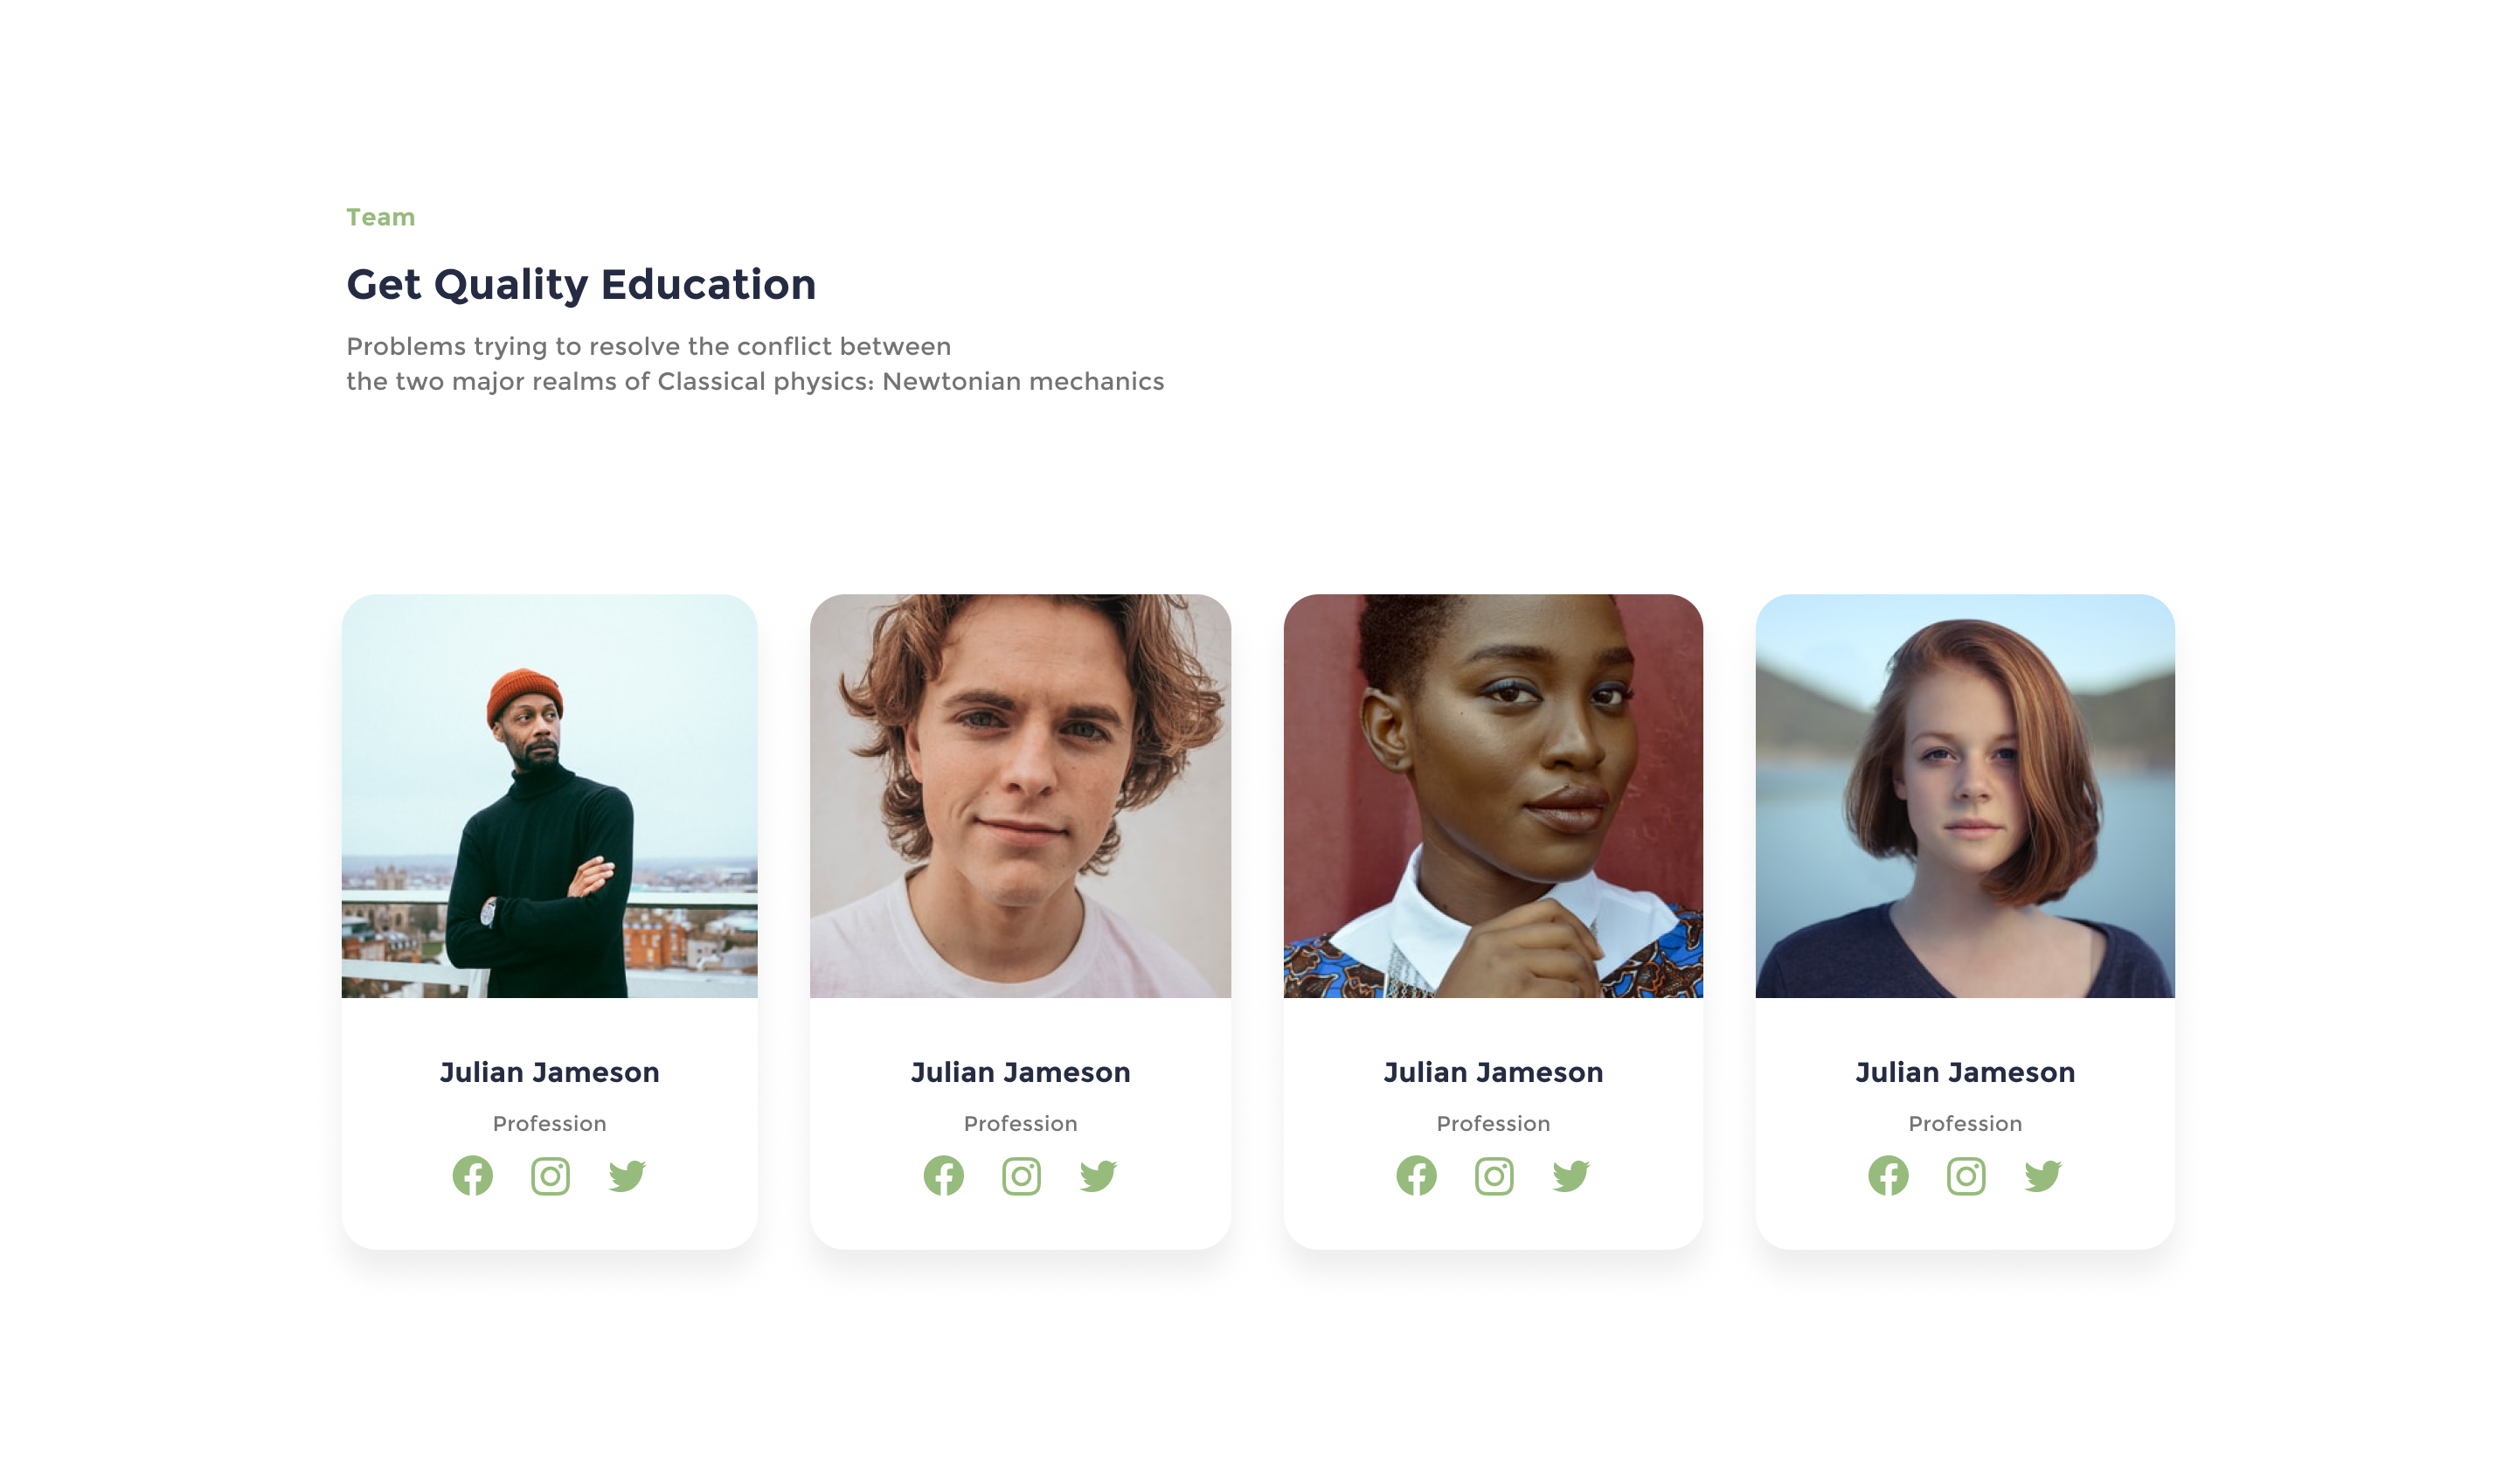 Team
Get Quality Education
Problems trying to resolve the conflict between
the two major realms of Classical physics: Newtonian mechanics
Julian Jameson
Profession
Julian Jameson
Profession
Julian Jameson
Profession
Julian Jameson
Profession